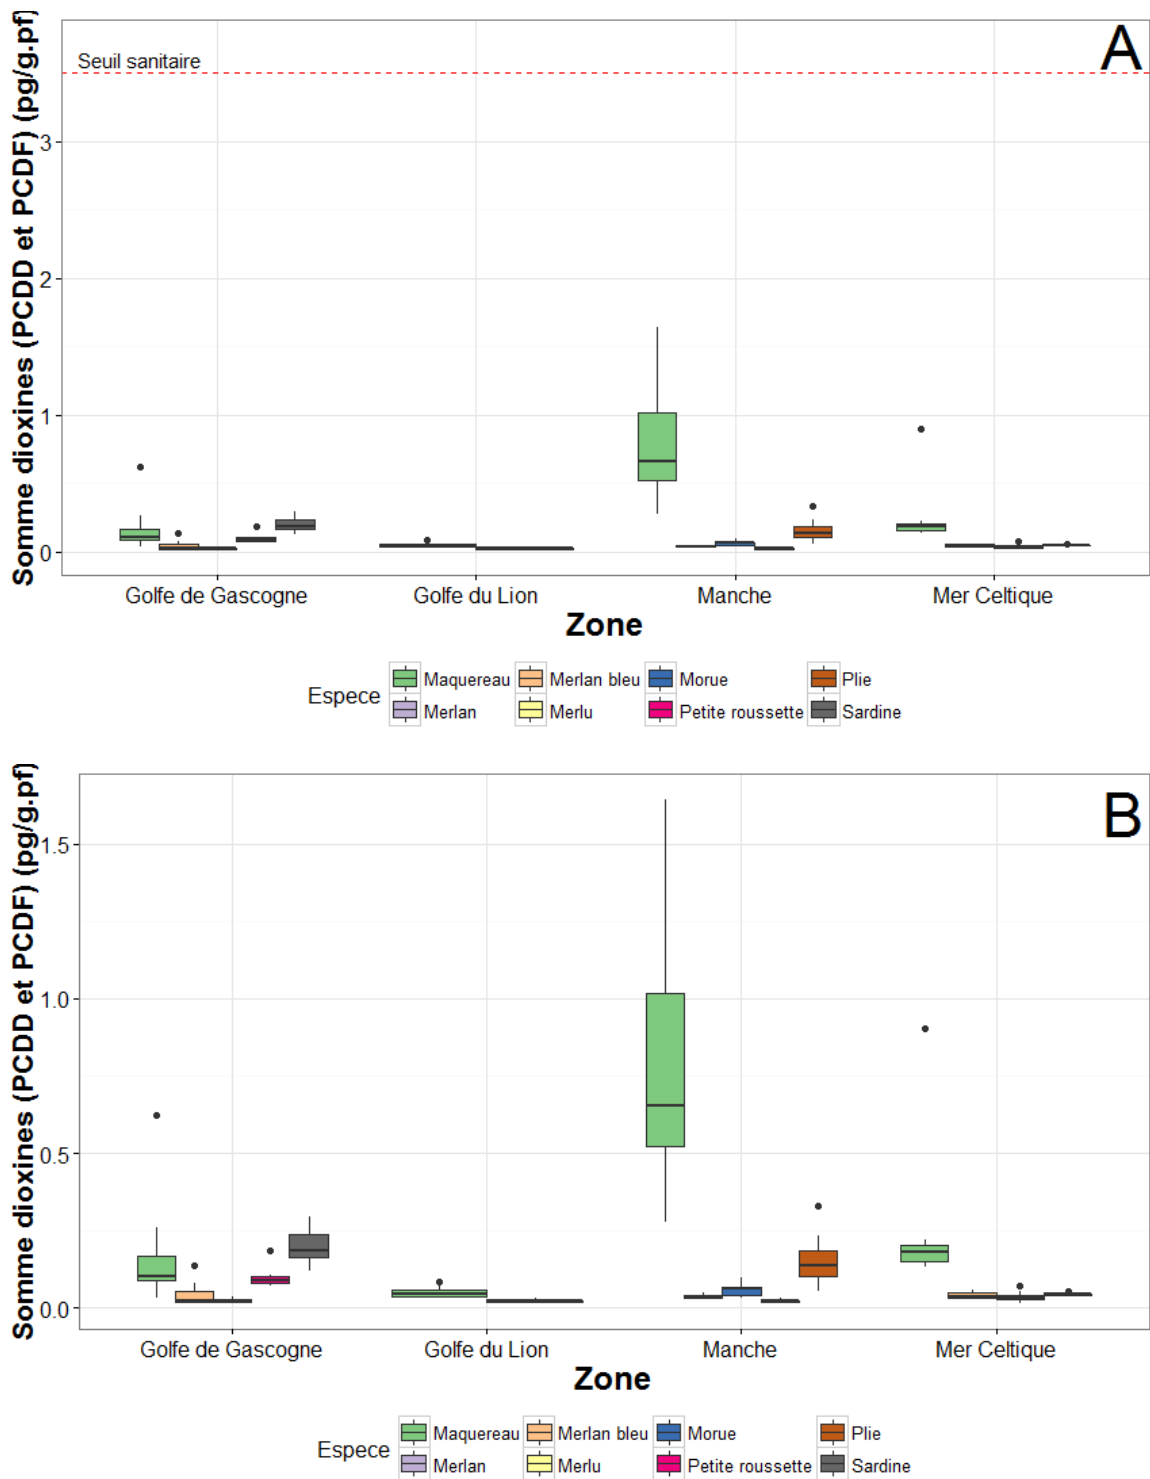 A
Somme dioxines (PCDD et PCDF) (pg/g.pf)
Seuil sanitaire
3
2
1
0
Golfe de Gascogne Golfe du Lion Manche Mer Celtique
Zone
Espece
Maquereau Merlan bleu Morue Plie
Merlan Merlu Petite roussette Sardine
B
Somme dioxines (PCDD et PCDF) (pg/g.pf)
1.5
1.0
0.5
0.0
Golfe de Gascogne Golfe du Lion Manche Mer Celtique
Zone
Espece
Maquereau Merlan bleu Morue Plie
Merlan Merlu Petite roussette Sardine